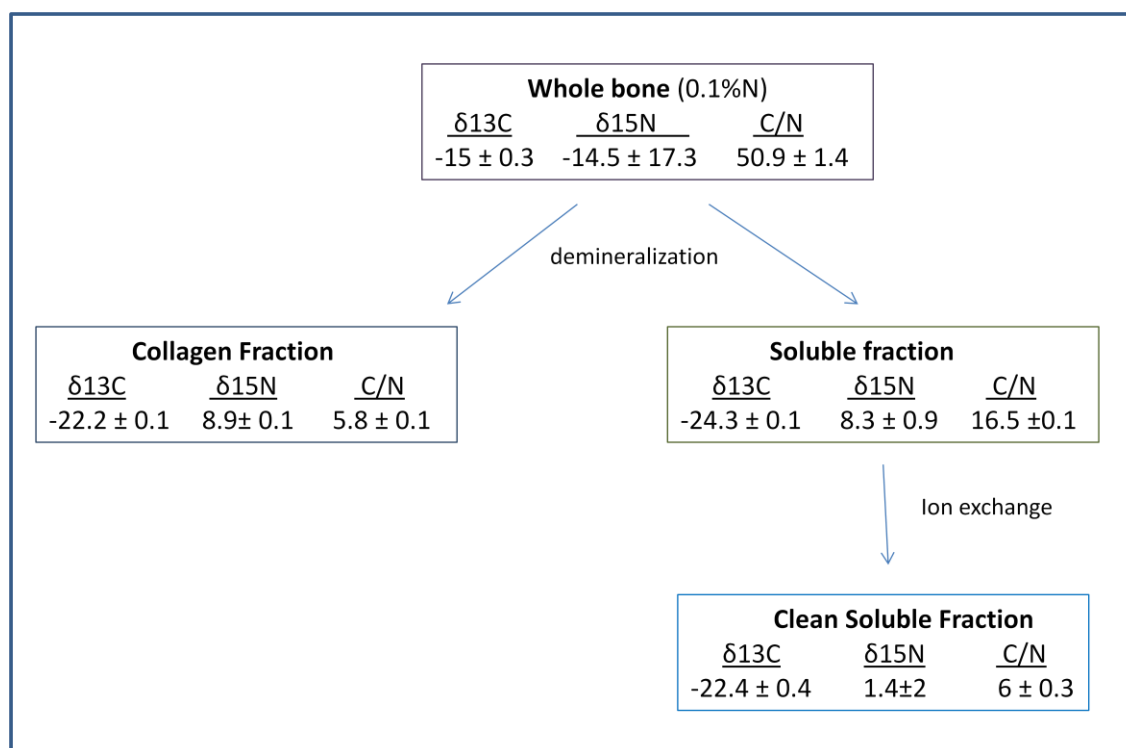 Whole bone (0.1%N)
δ13C δ15N C/N
-15 ± 0.3 -14.5 ± 17.3 50.9 ± 1.4
demineralization
Collagen Fraction
δ13C δ15N C/N
-22.2 ± 0.1 8.9± 0.1 5.8 ± 0.1
Soluble fraction
δ13C δ15N C/N
-24.3 ± 0.1 8.3 ± 0.9 16.5 ±0.1
Ion exchange
Clean Soluble Fraction
δ13C δ15N C/N
-22.4 ± 0.4 1.4±2 6 ± 0.3